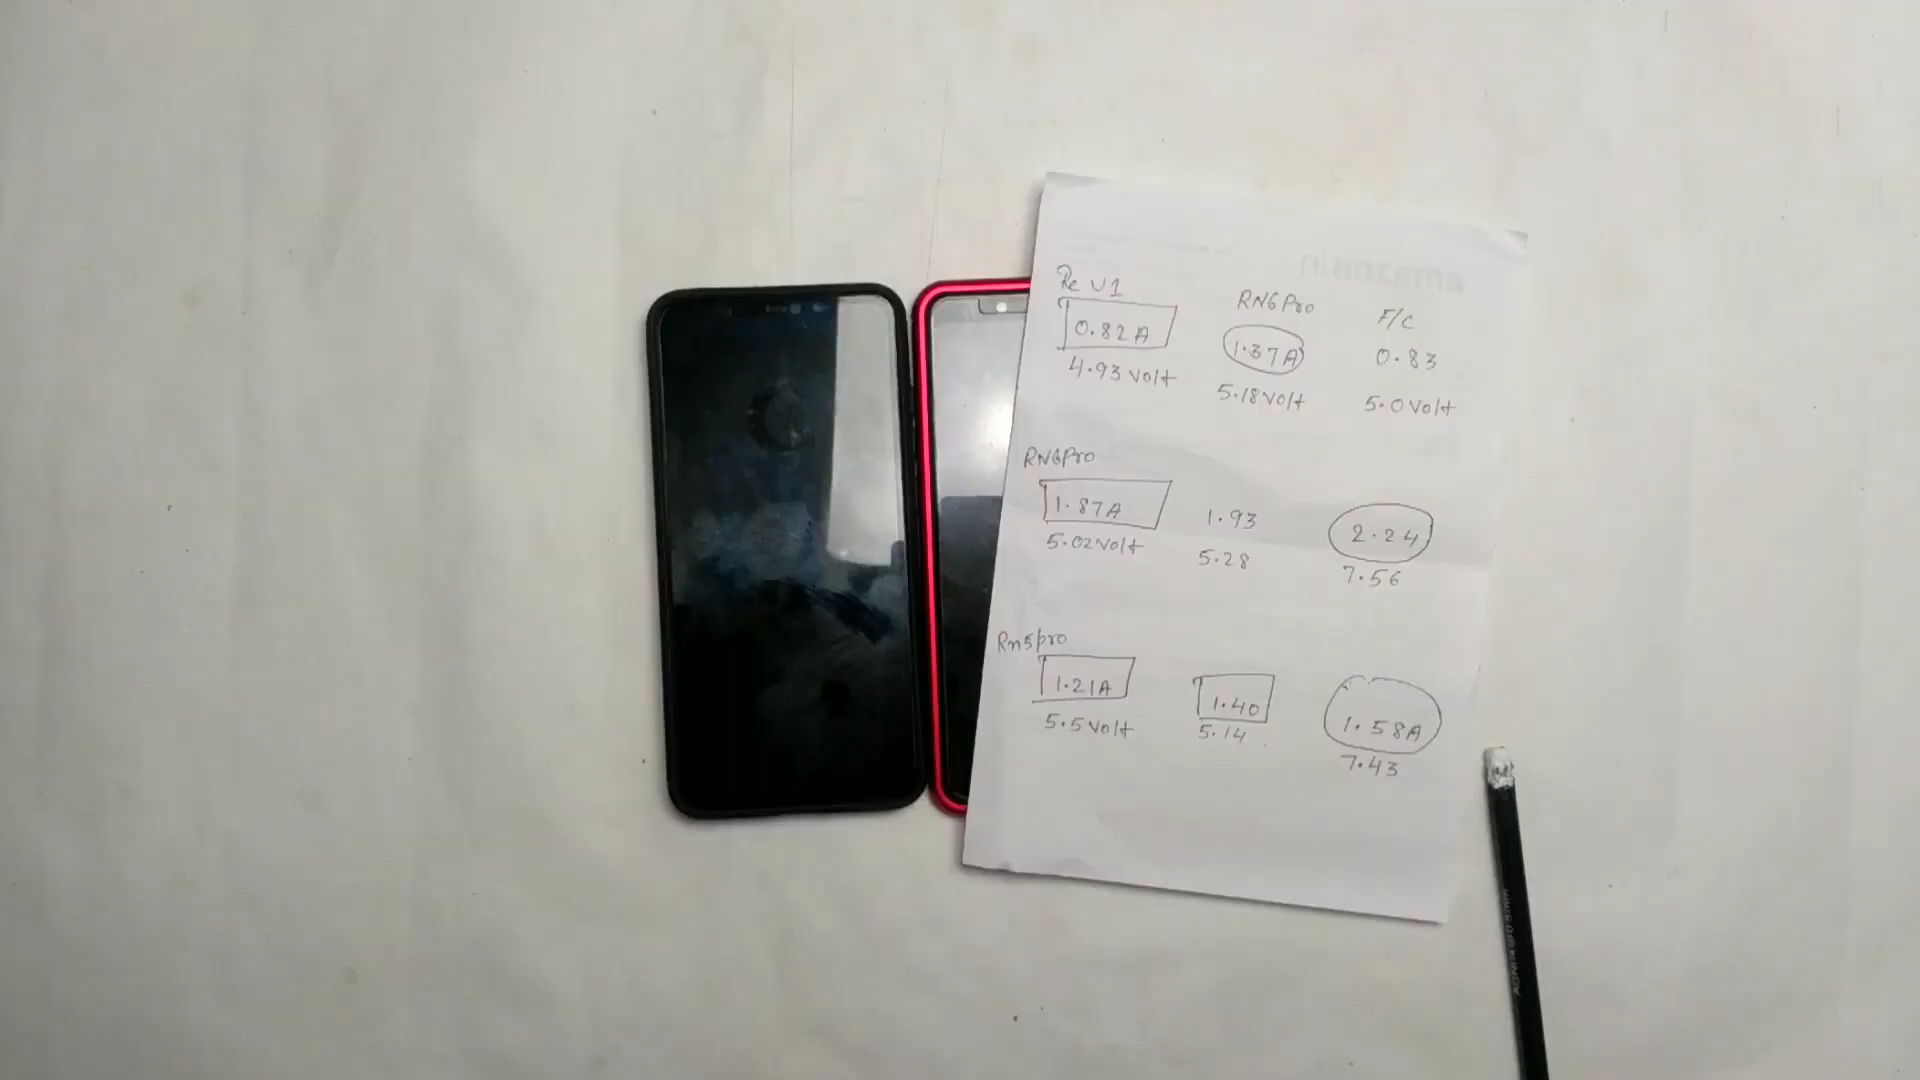 Re U1 RN6Pro F/C
0.82A 1.37A 0.83
4.93 Volt 5.18 Volt 5.0 Volt
RN6Pro
1.87A 1.93 2.24
5.02 Volt 5.28 7.56
Rn5pro
1.21A 1.40 1.58A
5.5 Volt 5.14 7.43